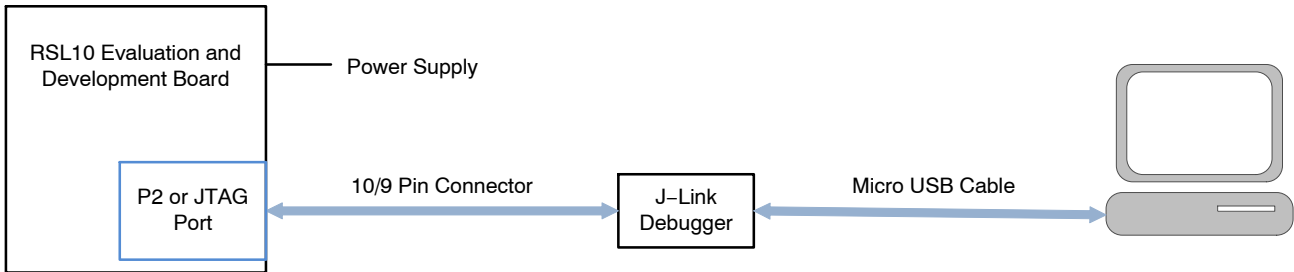 RSL10 Evaluation and
Development Board
Power Supply
P2 or JTAG
Port
10/9 Pin Connector
J−Link
Debugger
Micro USB Cable